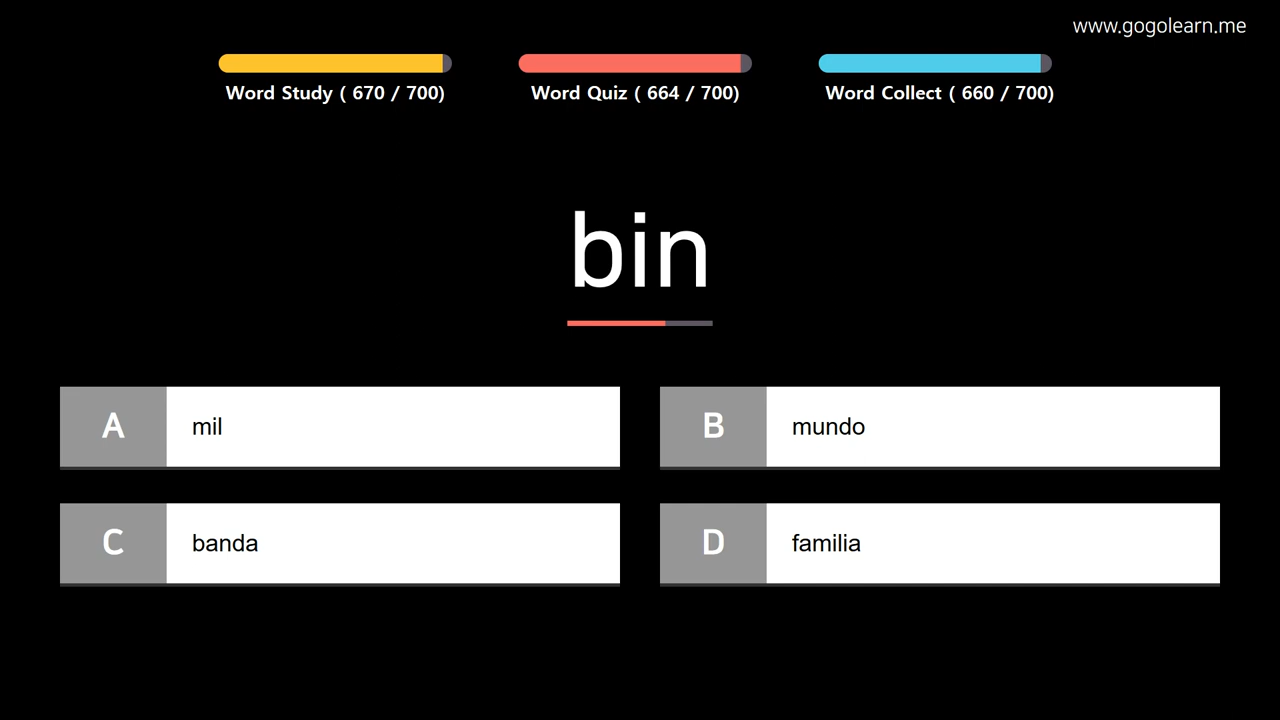 www.gogolearn.me
Word Study ( 670 / 700)
Word Quiz ( 664 / 700)
Word Collect ( 660 / 700)
bin
A mil
B mundo
C banda
D familia